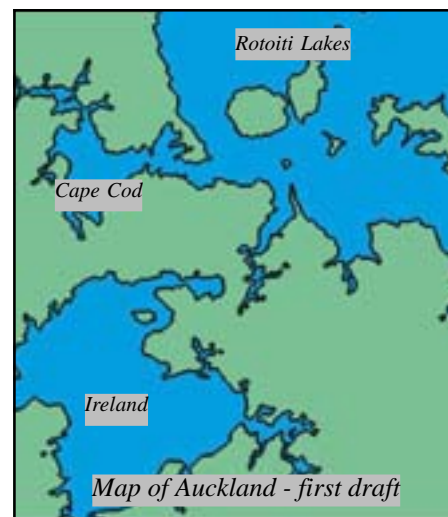 Rotoiti Lakes
Cape Cod
Ireland
Map of Auckland - first draft